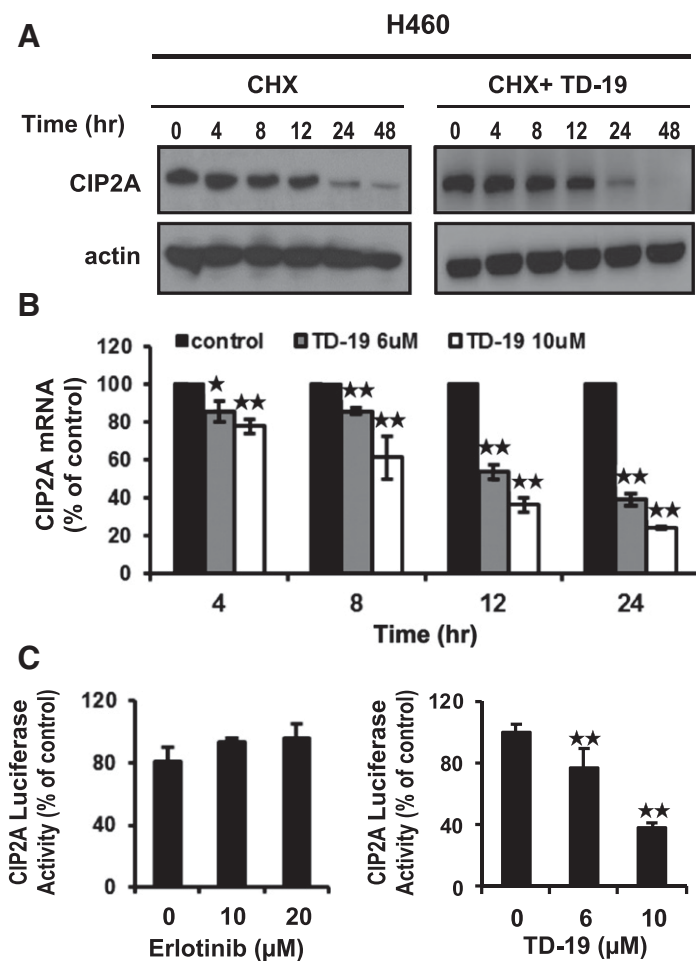 A
H460
CHX
CHX+ TD-19
Time (hr)
0 4 8 12 24 48
0 4 8 12 24 48
CIP2A
actin
B
CIP2A mRNA
(% of control)
120
100
80
60
40
20
0
control TD-19 6uM TD-19 10uM
★ ★★ ★★ ★★ ★★ ★★ ★★ ★★
4 8 12 24
Time (hr)
C
CIP2A Luciferase
Activity (% of control)
120
80
40
0
0 10 20
Erlotinib (μM)
CIP2A Luciferase
Activity (% of control)
120
80
40
0
★★ ★★
0 6 10
TD-19 (μM)